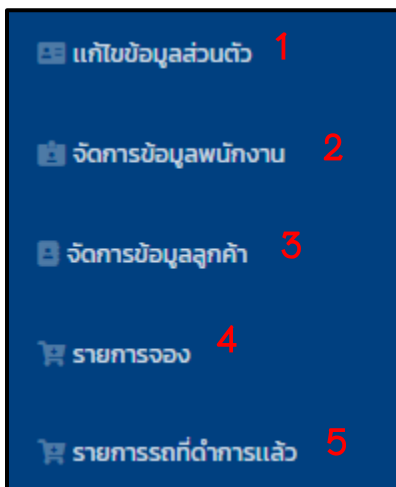 แก้ไขข้อมูลส่วนตัว 1
จัดการข้อมูลพนักงาน 2
จัดการข้อมูลลูกค้า 3
รายการจอง 4
รายการรถที่ดำการแล้ว 5